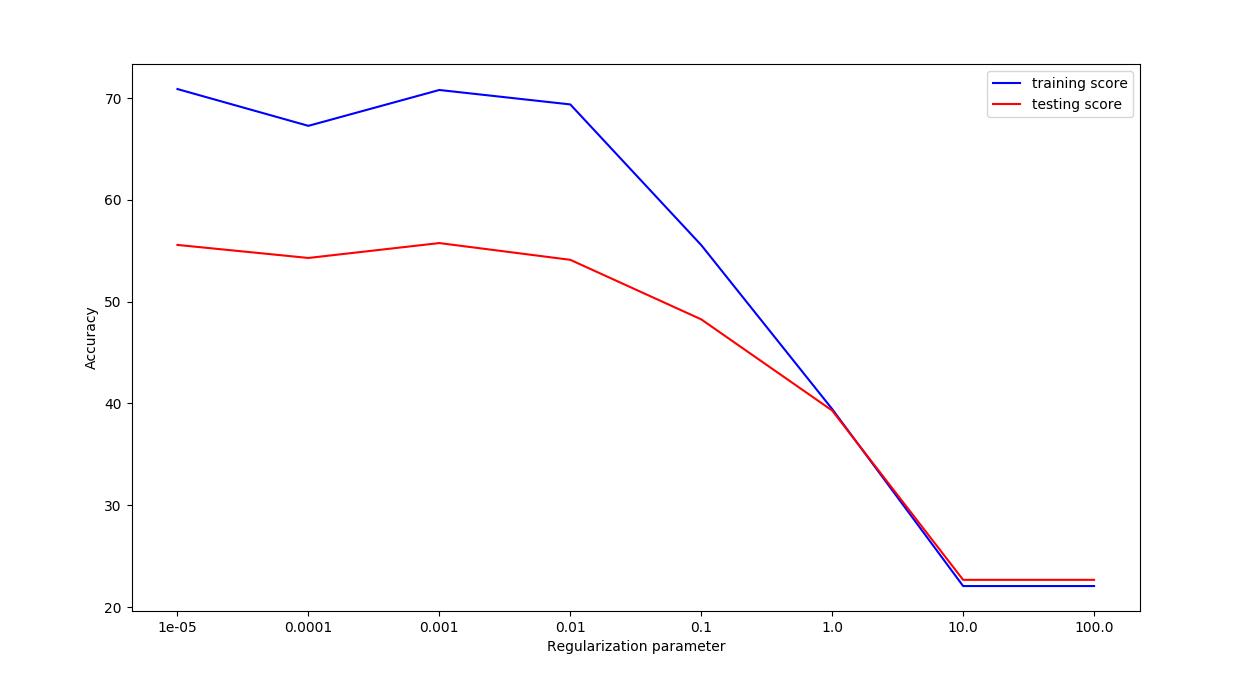 training score
testing score
70
60
50
40
30
20
Accuracy
1e-05 0.0001 0.001 0.01 0.1 1.0 10.0 100.0
Regularization parameter